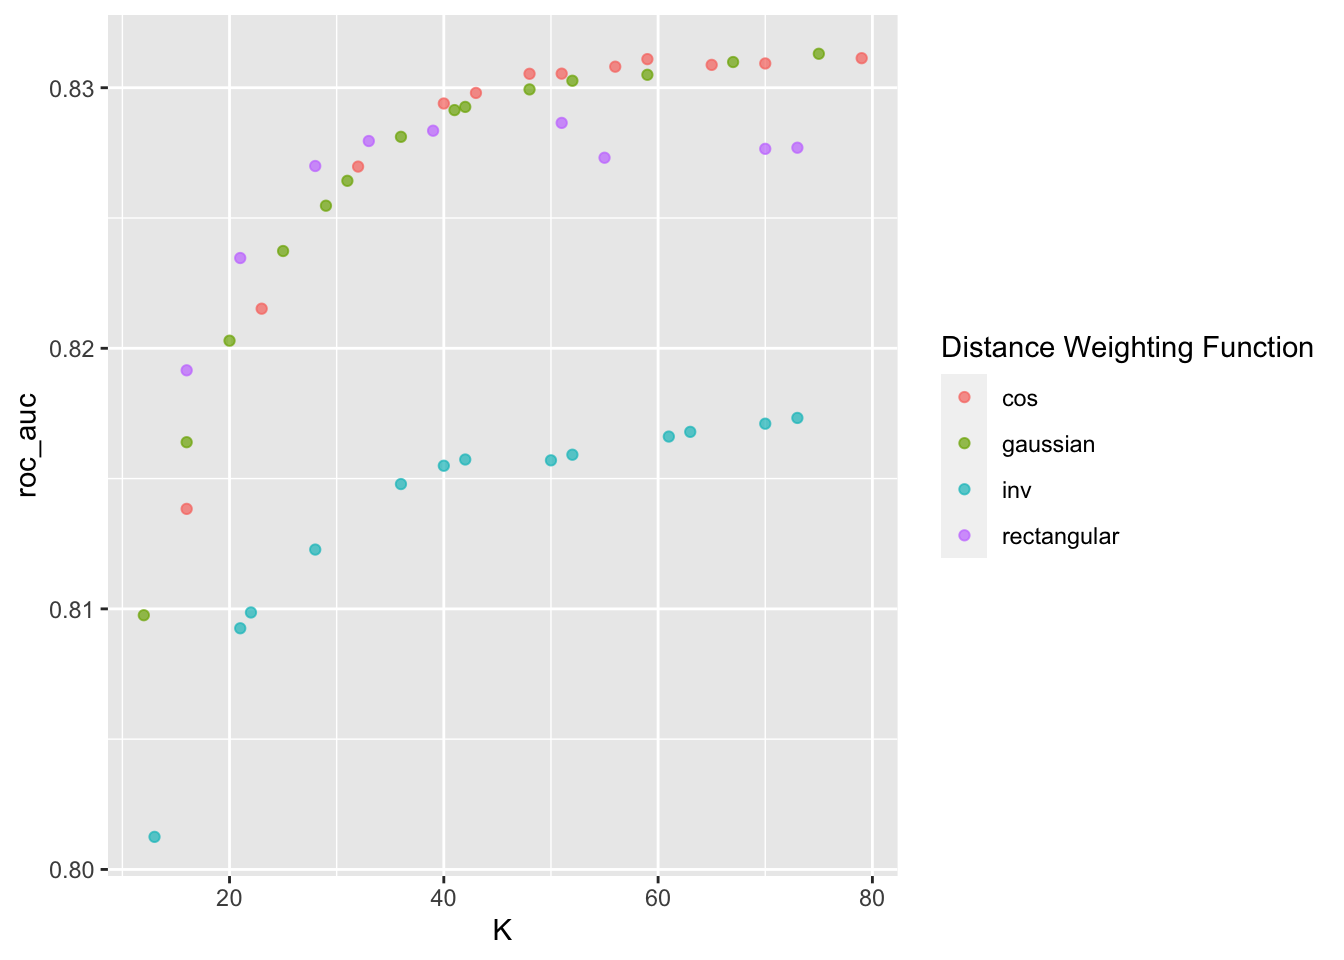 0.83
0.82
0.81
0.80
roc_auc
20
40
60
80
K
Distance Weighting Function
cos
gaussian
inv
rectangular